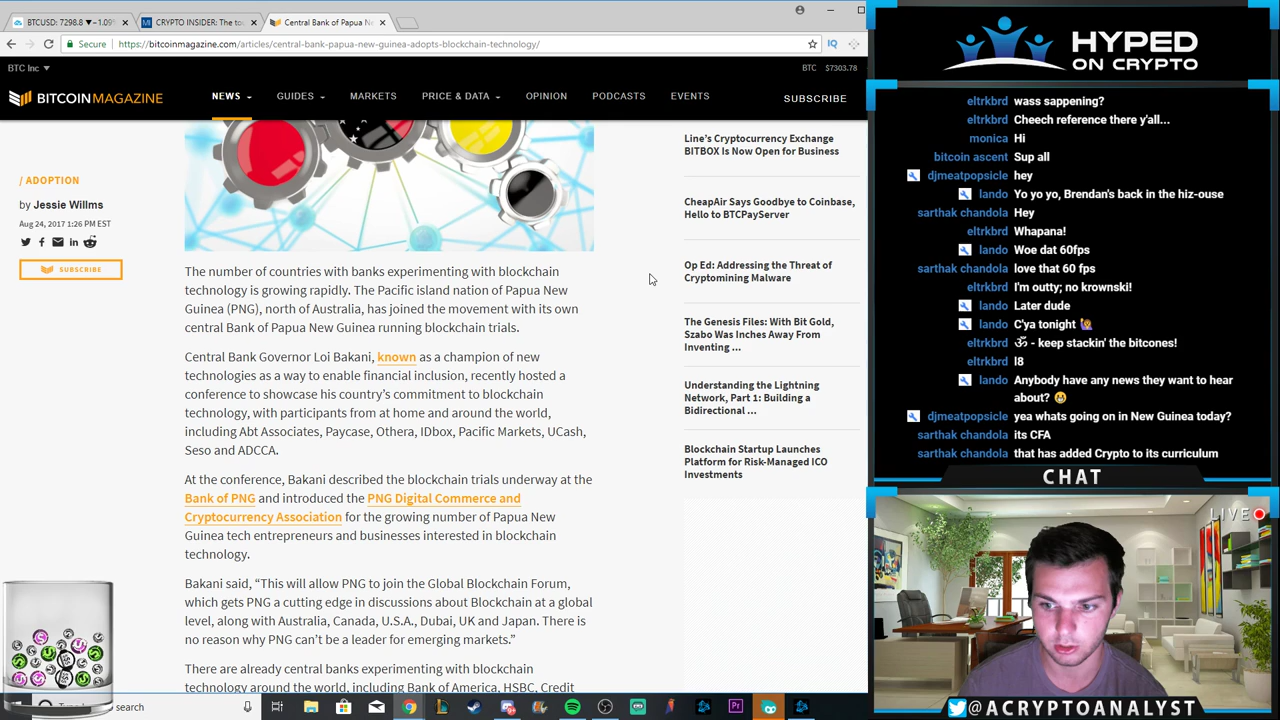 BTCUSD: 7298.8 ▼−1.09%
CRYPTO INSIDER: The to
Central Bank of Papua Ne
Secure
https://bitcoinmagazine.com/articles/central-bank-papua-new-guinea-adopts-blockchain-technology/
BTC Inc
BTC $7303.78
BITCOINMAGAZINE
NEWS
GUIDES
MARKETS
PRICE & DATA
OPINION
PODCASTS
EVENTS
SUBSCRIBE
/ ADOPTION
by Jessie Willms
Aug 24, 2017 1:26 PM EST
SUBSCRIBE
The number of countries with banks experimenting with blockchain
technology is growing rapidly. The Pacific island nation of Papua New
Guinea (PNG), north of Australia, has joined the movement with its own
central Bank of Papua New Guinea running blockchain trials.
Central Bank Governor Loi Bakani, known as a champion of new
technologies as a way to enable financial inclusion, recently hosted a
conference to showcase his country's commitment to blockchain
technology, with participants from at home and around the world,
including Abt Associates, Paycase, Othera, IDbox, Pacific Markets, UCash,
Seso and ADCCA.
At the conference, Bakani described the blockchain trials underway at the
Bank of PNG and introduced the PNG Digital Commerce and
Cryptocurrency Association for the growing number of Papua New
Guinea tech entrepreneurs and businesses interested in blockchain
technology.
Bakani said, “This will allow PNG to join the Global Blockchain Forum,
which gets PNG a cutting edge in discussions about Blockchain at a global
level, along with Australia, Canada, U.S.A., Dubai, UK and Japan. There is
no reason why PNG can't be a leader for emerging markets.”
There are already central banks experimenting with blockchain
technology around the world, including Bank of America, HSBC, Credit
Line's Cryptocurrency Exchange
BITBOX Is Now Open for Business
CheapAir Says Goodbye to Coinbase,
Hello to BTCPayServer
Op Ed: Addressing the Threat of
Cryptomining Malware
The Genesis Files: With Bit Gold,
Szabo Was Inches Away From
Inventing ...
Understanding the Lightning
Network, Part 1: Building a
Bidirectional ...
Blockchain Startup Launches
Platform for Risk-Managed ICO
Investments
HYPED
ON CRYPTO
eltrkbrd wass sappening?
eltrkbrd Cheech reference there y'all...
monica Hi
bitcoin ascent Sup all
djmeatpopsicle hey
lando Yo yo yo, Brendan's back in the hiz-ouse
sarthak chandola Hey
eltrkbrd Whapana!
lando Woe dat 60fps
sarthak chandola love that 60 fps
eltrkbrd I'm outty; no krownski!
lando Later dude
lando C'ya tonight 🙋
eltrkbrd ॐ - keep stackin' the bitcones!
eltrkbrd l8
lando Anybody have any news they want to hear
about? 😀
djmeatpopsicle yea whats going on in New Guinea today?
sarthak chandola its CFA
sarthak chandola that has added Crypto to its curriculum
CHAT
LIVE
@ACRYPTOANALYST
search